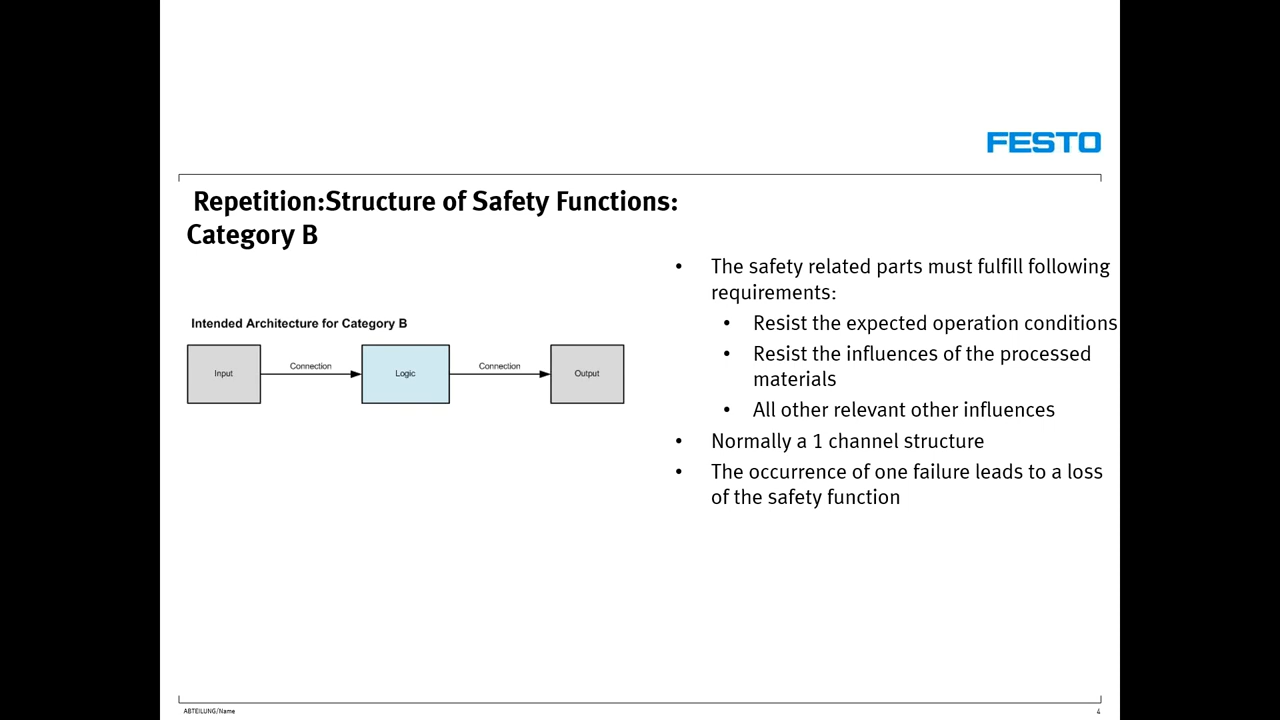 FESTO
Repetition:Structure of Safety Functions:
Category B
Intended Architecture for Category B
Input
Connection
Logic
Connection
Output
• The safety related parts must fulfill following
requirements:
• Resist the expected operation conditions
• Resist the influences of the processed
materials
• All other relevant other influences
• Normally a 1 channel structure
• The occurrence of one failure leads to a loss
of the safety function
ABTEILUNG/Name
4